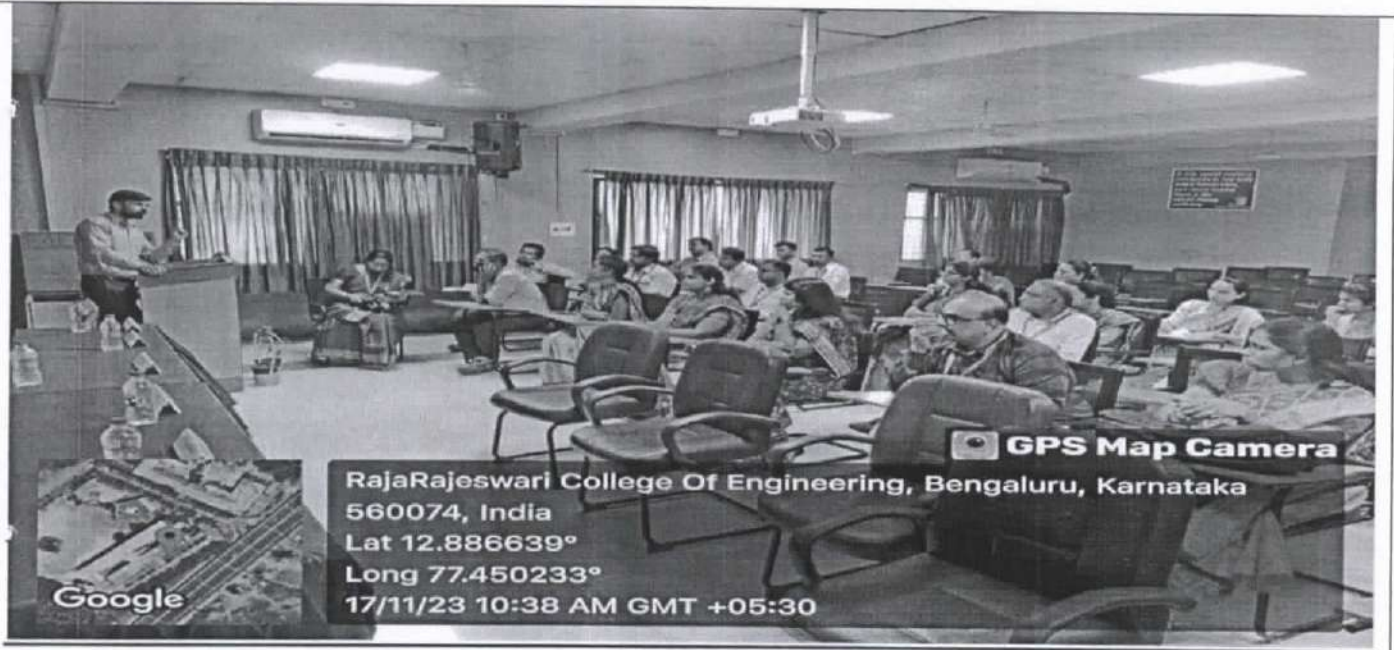 GPS Map Camera
RajaRajeswari College Of Engineering, Bengaluru, Karnataka
560074, India
Lat 12.886639°
Long 77.450233°
17/11/23 10:38 AM GMT +05:30
Google